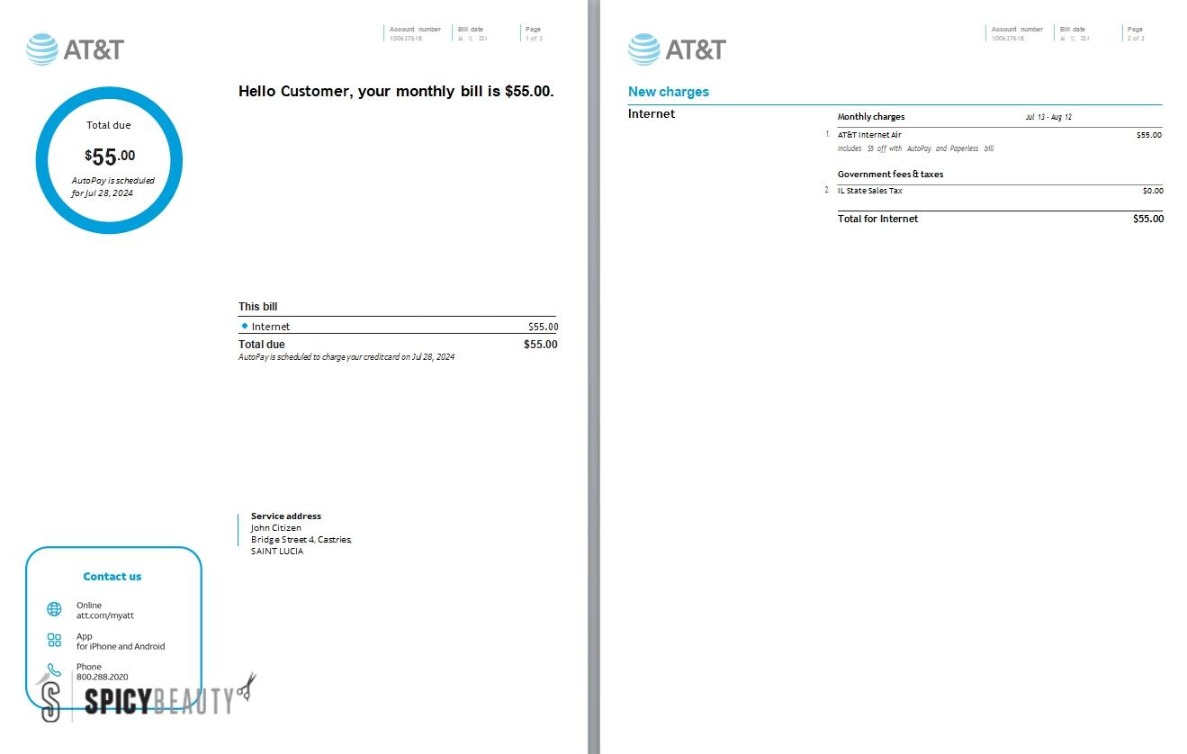 AT&T
Account number
100637618
Bill date
Page
1 of 3
Hello Customer, your monthly bill is $55.00.
Total due
$55.00
AutoPay is scheduled
for Jul 28, 2024
This bill
Internet $55.00
Total due $55.00
AutoPay is scheduled to charge your credit card on Jul 28, 2024
Service address
John Citizen
Bridge Street 4, Castries,
SAINT LUCIA
Contact us
Online
att.com/myatt
App
for iPhone and Android
Phone
800.288.2020
S SPICYBEAUTY
AT&T
Account number
100637618
Bill date
Page
2 of 3
New charges
Internet
Monthly charges Jul 13 - Aug 12
1. AT&T Internet Air $55.00
Includes $5 off with AutoPay and Paperless bill
Government fees & taxes
2 IL State Sales Tax $0.00
Total for Internet $55.00